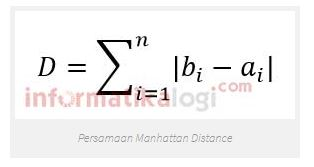 D = ∑ⁿᵢ₌₁ |bᵢ − aᵢ|
informatikalogi.com
Persamaan Manhattan Distance